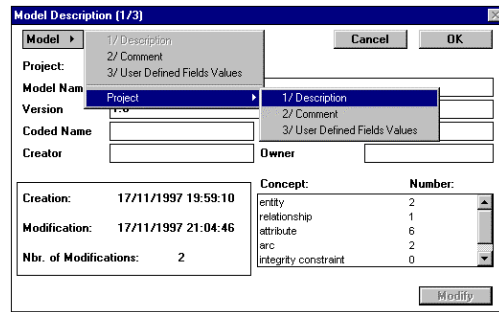 Model Description (1/3)
Model
Cancel
OK
1/ Description
2/ Comment
3/ User Defined Fields Values
Project
1/ Description
2/ Comment
3/ User Defined Fields Values
Project:
Model Nam
Version
1.0
Coded Name
Creator
Owner
Creation: 17/11/1997 19:59:10
Modification: 17/11/1997 21:04:46
Nbr. of Modifications: 2
Concept: Number:
entity 2
relationship 1
attribute 6
arc 2
integrity constraint 0
Modify